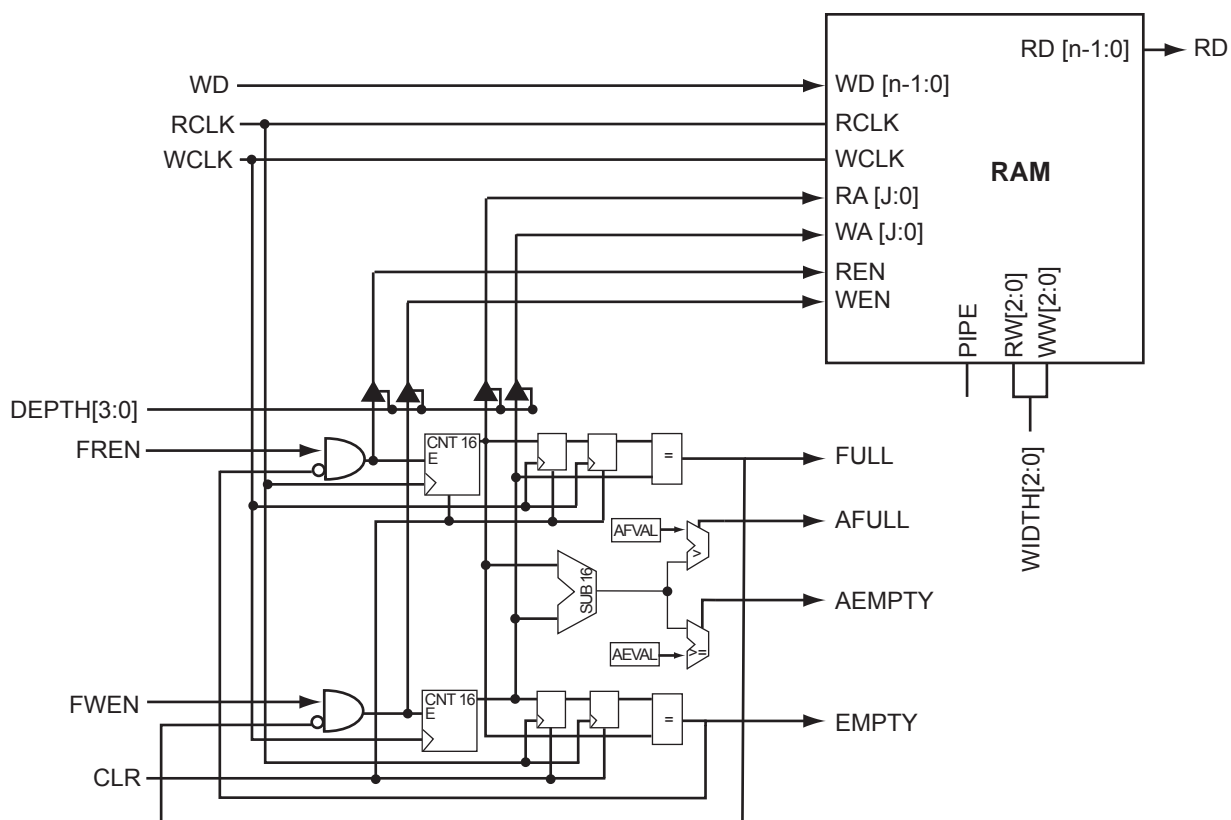 RD [n-1:0]
RD
WD
WD [n-1:0]
RCLK
RCLK
WCLK
WCLK
RAM
RA [J:0]
WA [J:0]
REN
WEN
PIPE
RW[2:0]
WW[2:0]
WIDTH[2:0]
DEPTH[3:0]
FREN
CNT 16
E
=
FULL
AFVAL
>
AFULL
SUB 16
AEMPTY
AEVAL
>=
FWEN
CNT 16
E
=
EMPTY
CLR